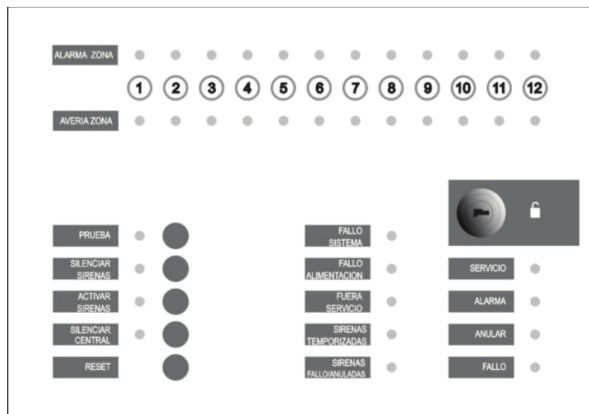 ALARMA ZONA
1 2 3 4 5 6 7 8 9 10 11 12
AVERIA ZONA
PRUEBA
SILENCIAR
SIRENAS
ACTIVAR
SIRENAS
SILENCIAR
CENTRAL
RESET
FALLO
SISTEMA
FALLO
ALIMENTACION
FUERA
SERVICIO
SIRENAS
TEMPORIZADAS
SIRENAS
FALLO/ANULADAS
SERVICIO
ALARMA
ANULAR
FALLO